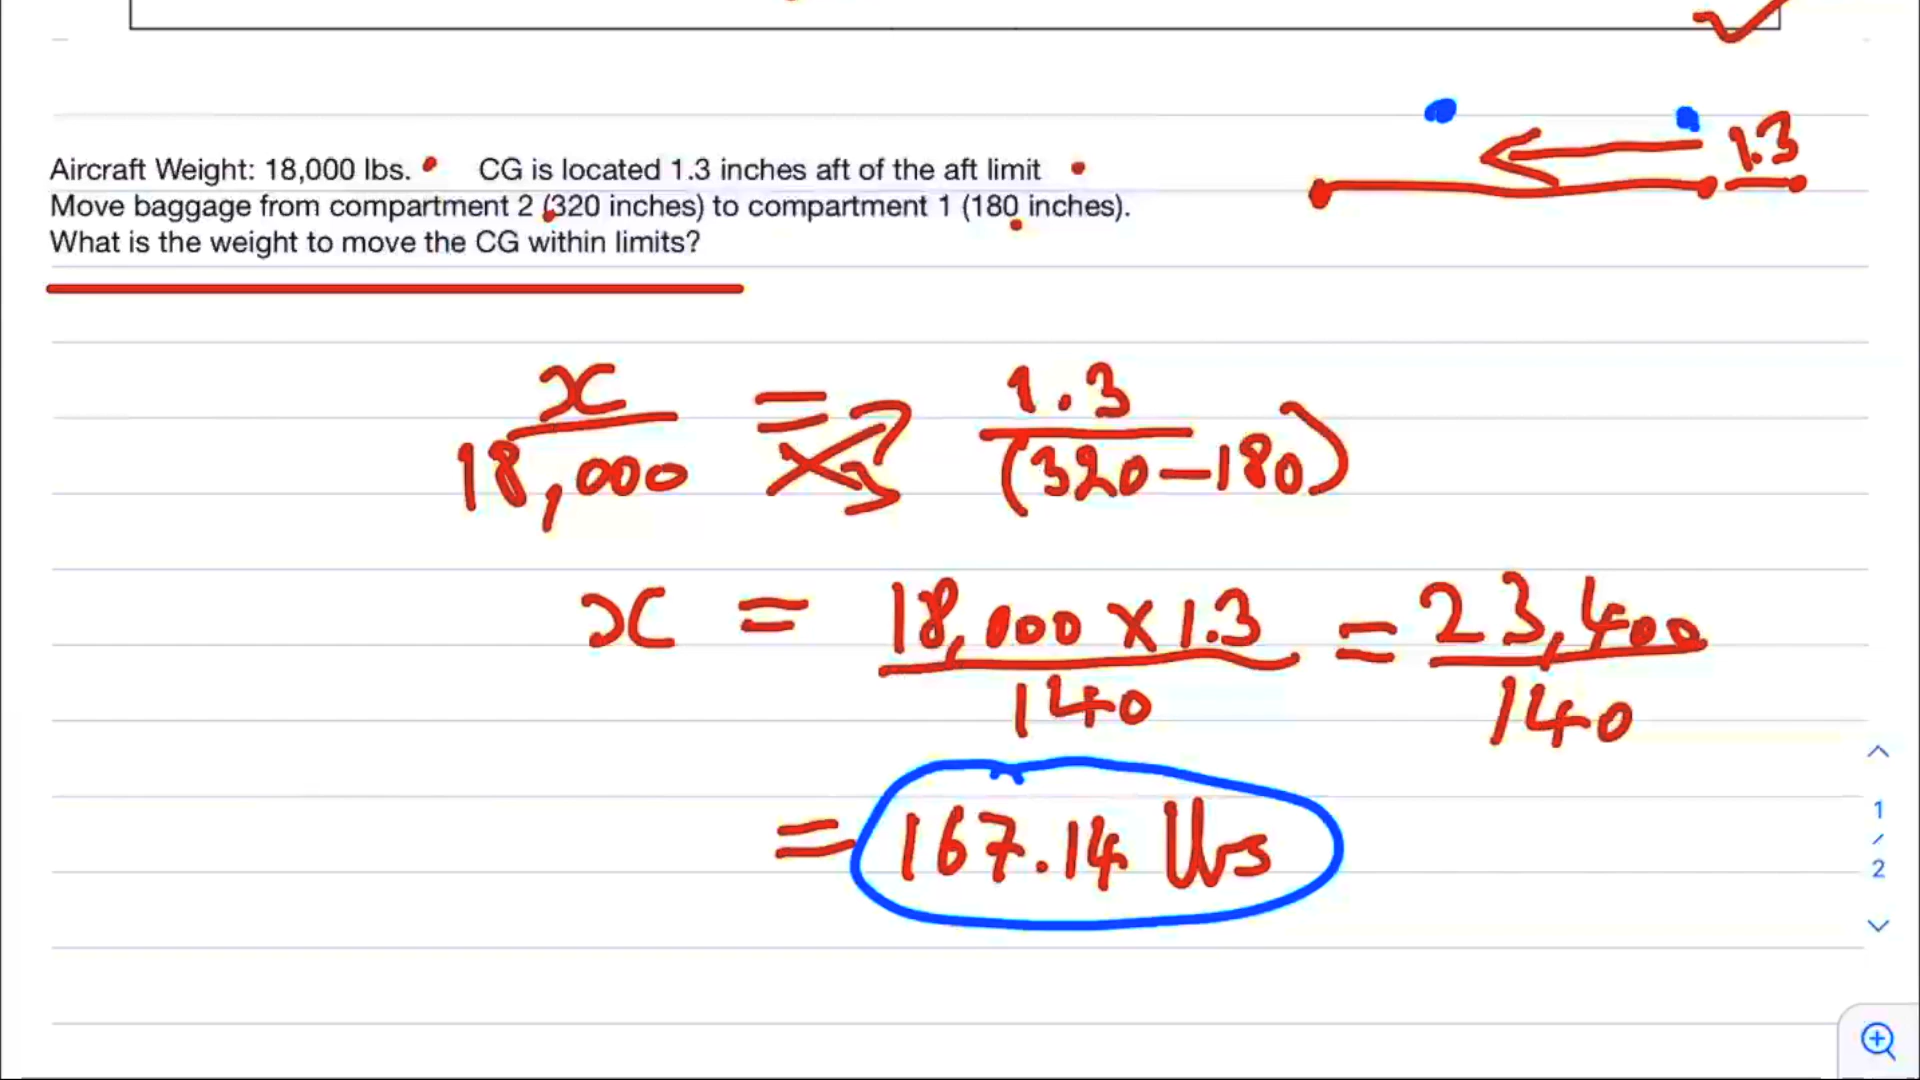 1.3
Aircraft Weight: 18,000 lbs. CG is located 1.3 inches aft of the aft limit
Move baggage from compartment 2 (320 inches) to compartment 1 (180 inches).
What is the weight to move the CG within limits?
x/18,000 = 1.3/(320-180)
x = 18,000 x 1.3/140 = 23,400/140
= 167.14 lbs
1/2